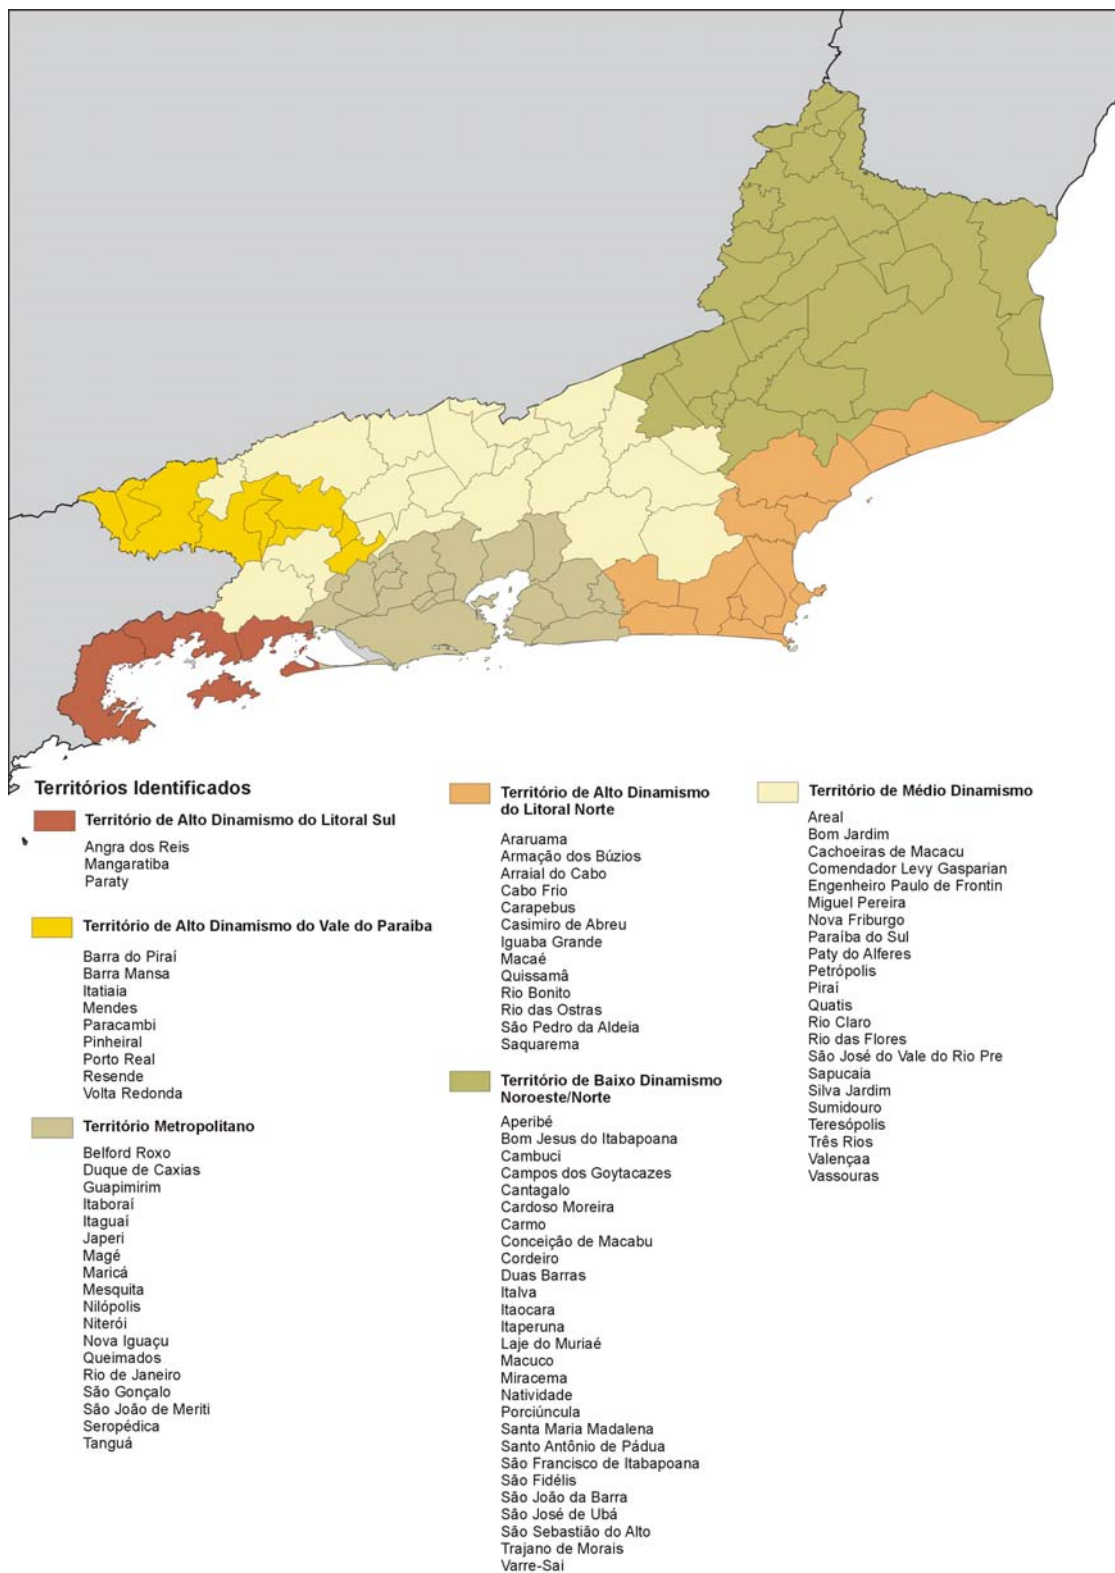 Territórios Identificados
Território de Alto Dinamismo do Litoral Sul
Angra dos Reis
Mangaratiba
Paraty
Território de Alto Dinamismo do Vale do Paraiba
Barra do Piraí
Barra Mansa
Itatiaia
Mendes
Paracambi
Pinheiral
Porto Real
Resende
Volta Redonda
Território Metropolitano
Belford Roxo
Duque de Caxias
Guapimirim
Itaboraí
Itaguaí
Japeri
Magé
Maricá
Mesquita
Nilópolis
Niterói
Nova Iguaçu
Queimados
Rio de Janeiro
São Gonçalo
São João de Meriti
Seropédica
Tanguá
Território de Alto Dinamismo
do Litoral Norte
Araruama
Armação dos Búzios
Arraial do Cabo
Cabo Frio
Carapebus
Casimiro de Abreu
Iguaba Grande
Macaé
Quissamã
Rio Bonito
Rio das Ostras
São Pedro da Aldeia
Saquarema
Território de Baixo Dinamismo
Noroeste/Norte
Aperibé
Bom Jesus do Itabapoana
Cambuci
Campos dos Goytacazes
Cantagalo
Cardoso Moreira
Carmo
Conceição de Macabu
Cordeiro
Duas Barras
Italva
Itaocara
Itaperuna
Laje do Muriaé
Macuco
Miracema
Natividade
Porciúncula
Santa Maria Madalena
Santo Antônio de Pádua
São Francisco de Itabapoana
São Fidélis
São João da Barra
São José de Ubá
São Sebastião do Alto
Trajano de Morais
Varre-Sai
Território de Médio Dinamismo
Areal
Bom Jardim
Cachoeiras de Macacu
Comendador Levy Gasparian
Engenheiro Paulo de Frontin
Miguel Pereira
Nova Friburgo
Paraíba do Sul
Paty do Alferes
Petrópolis
Piraí
Quatis
Rio Claro
Rio das Flores
São José do Vale do Rio Pre
Sapucaia
Silva Jardim
Sumidouro
Teresópolis
Três Rios
Valençaa
Vassouras